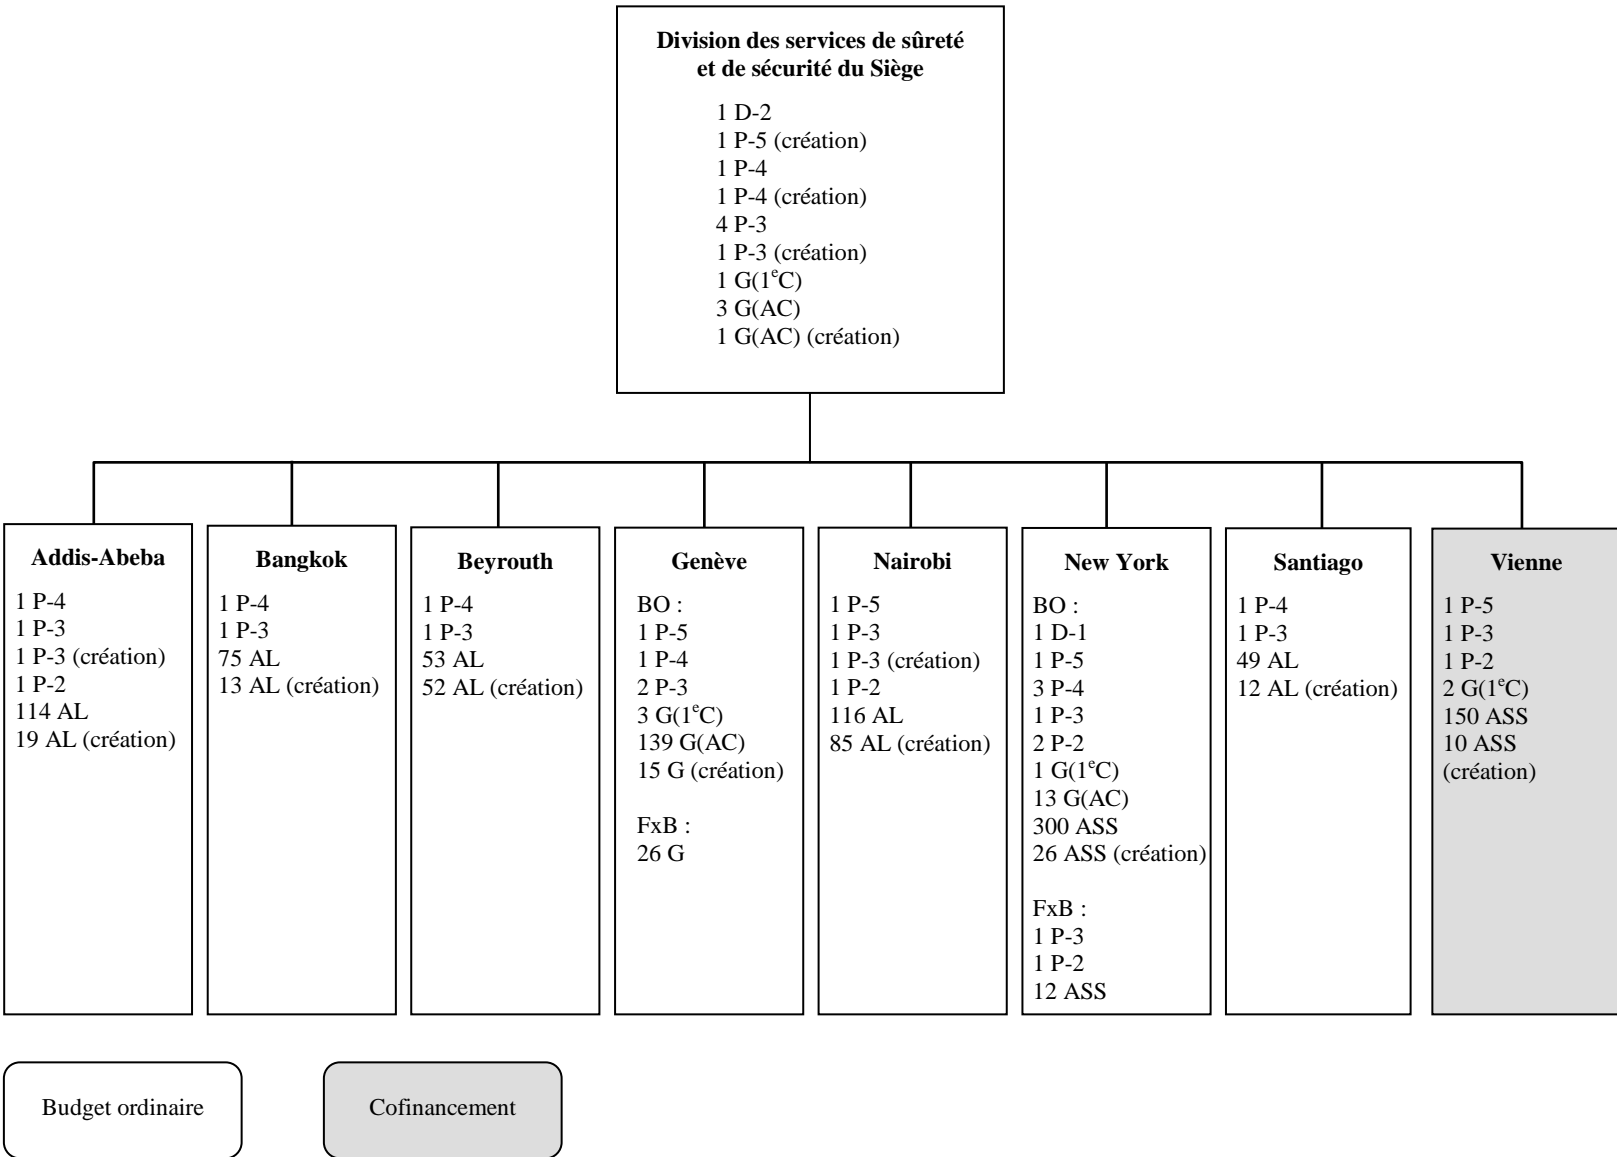 Division des services de sûreté
et de sécurité du Siège
1 D-2
1 P-5 (création)
1 P-4
1 P-4 (création)
4 P-3
1 P-3 (création)
1 G(1eC)
3 G(AC)
1 G(AC) (création)
Addis-Abeba
1 P-4
1 P-3
1 P-3 (création)
1 P-2
114 AL
19 AL (création)
Bangkok
1 P-4
1 P-3
75 AL
13 AL (création)
Beyrouth
1 P-4
1 P-3
53 AL
52 AL (création)
Genève
BO :
1 P-5
1 P-4
2 P-3
3 G(1eC)
139 G(AC)
15 G (création)
FxB :
26 G
Nairobi
1 P-5
1 P-3
1 P-3 (création)
1 P-2
116 AL
85 AL (création)
New York
BO :
1 D-1
1 P-5
3 P-4
1 P-3
2 P-2
1 G(1eC)
13 G(AC)
300 ASS
26 ASS (création)
FxB :
1 P-3
1 P-2
12 ASS
Santiago
1 P-4
1 P-3
49 AL
12 AL (création)
Vienne
1 P-5
1 P-3
1 P-2
2 G(1eC)
150 ASS
10 ASS
(création)
Budget ordinaire
Cofinancement